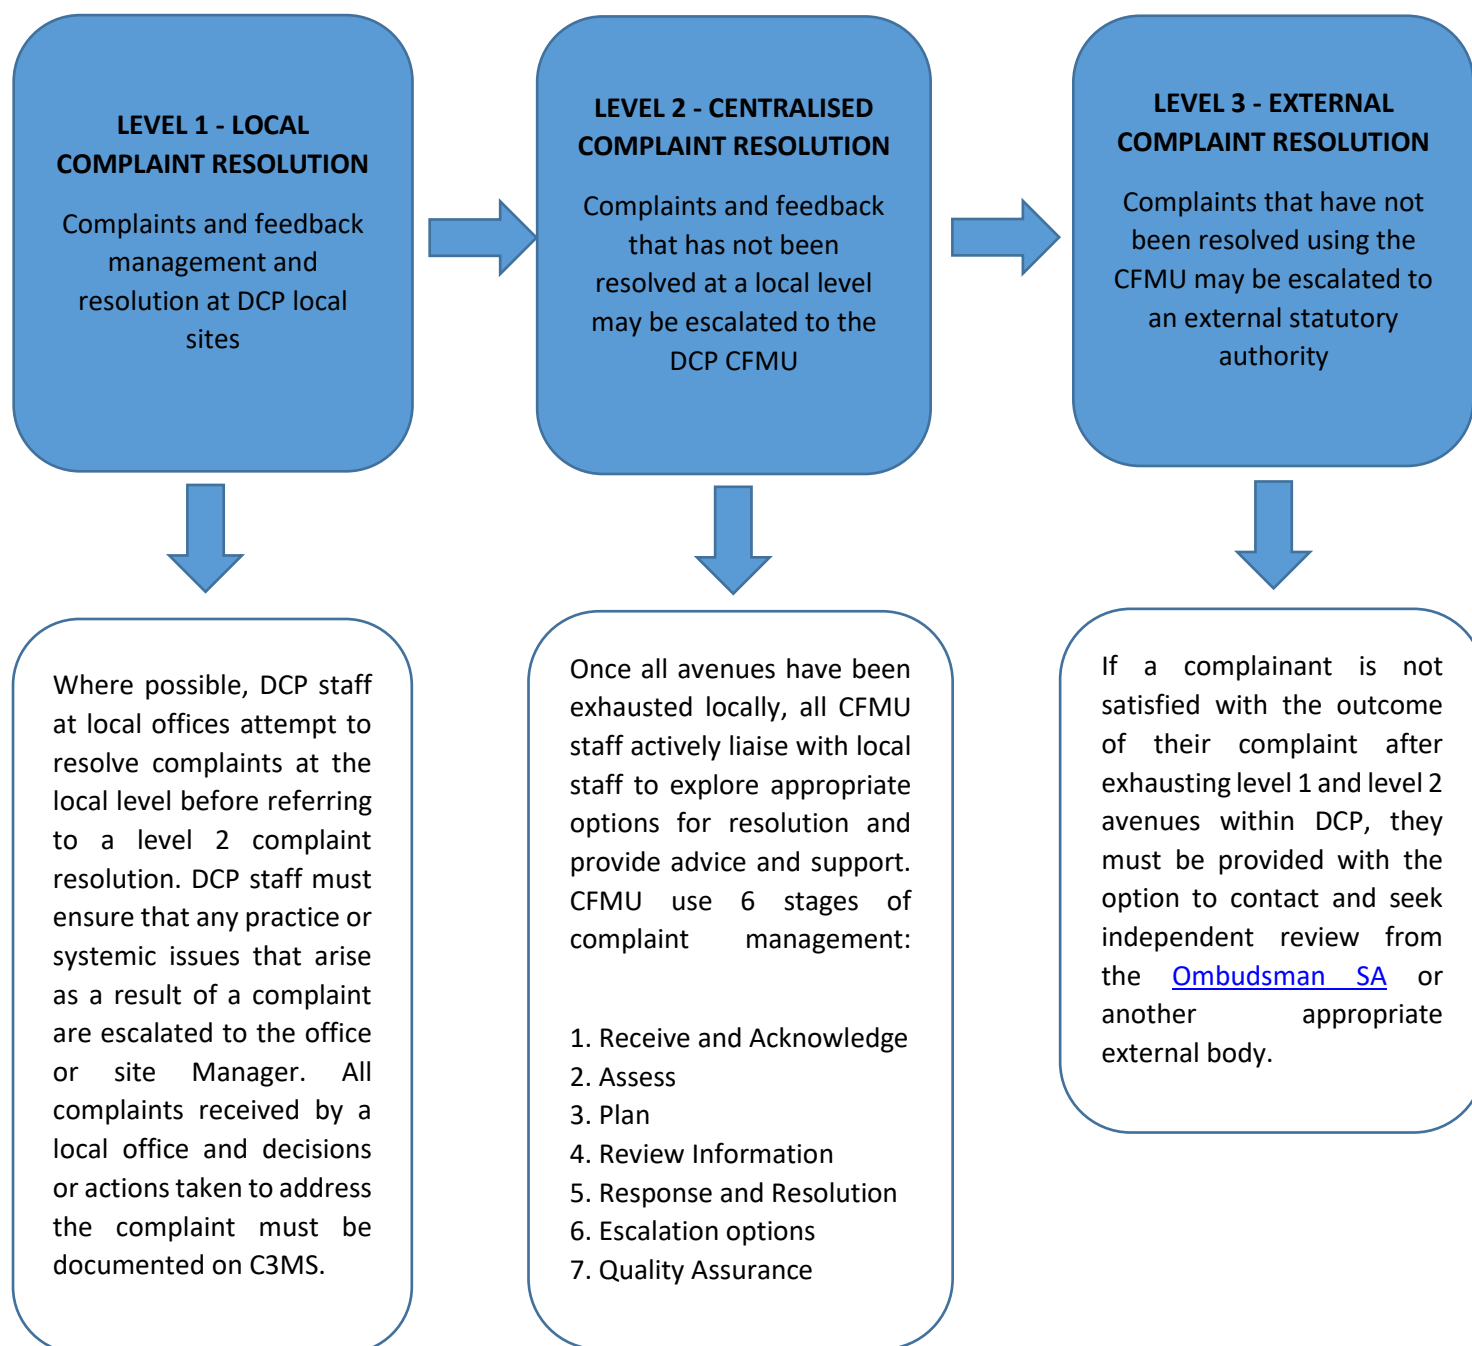 LEVEL 1 - LOCAL
COMPLAINT RESOLUTION
Complaints and feedback
management and
resolution at DCP local
sites
LEVEL 2 - CENTRALISED
COMPLAINT RESOLUTION
Complaints and feedback
that has not been
resolved at a local level
may be escalated to the
DCP CFMU
LEVEL 3 - EXTERNAL
COMPLAINT RESOLUTION
Complaints that have not
been resolved using the
CFMU may be escalated to
an external statutory
authority
Where possible, DCP staff
at local offices attempt to
resolve complaints at the
local level before referring
to a level 2 complaint
resolution. DCP staff must
ensure that any practice or
systemic issues that arise
as a result of a complaint
are escalated to the office
or site Manager. All
complaints received by a
local office and decisions
or actions taken to address
the complaint must be
documented on C3MS.
Once all avenues have been
exhausted locally, all CFMU
staff actively liaise with local
staff to explore appropriate
options for resolution and
provide advice and support.
CFMU use 6 stages of
complaint management:
1. Receive and Acknowledge
2. Assess
3. Plan
4. Review Information
5. Response and Resolution
6. Escalation options
7. Quality Assurance
If a complainant is not
satisfied with the outcome
of their complaint after
exhausting level 1 and level 2
avenues within DCP, they
must be provided with the
option to contact and seek
independent review from
the Ombudsman SA or
another appropriate
external body.